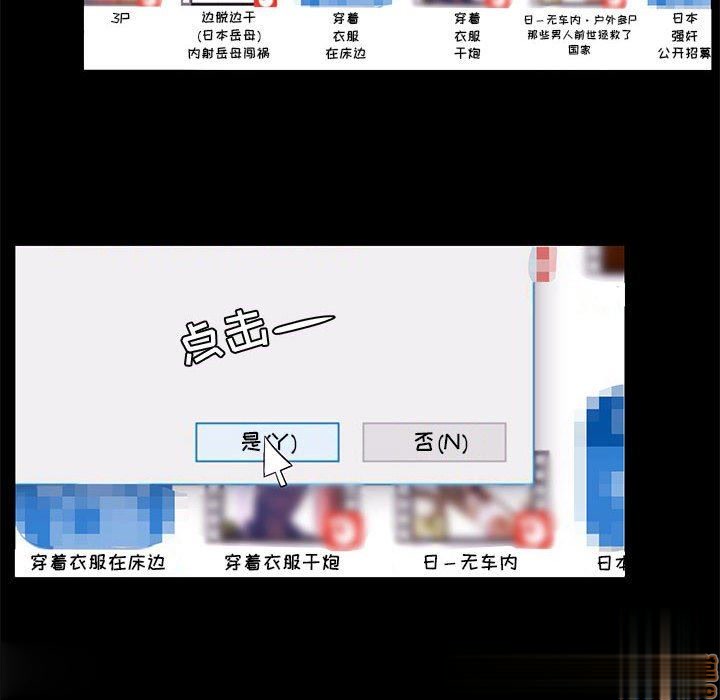 3P
边脱边干
(日本岳母)
内射岳母闯祸
穿着
衣服
在床边
穿着
衣服
干炮
日-无车内·户外多P
那些男人前世拯救了
国家
日本
强奸
公开招募
点击一
是(Y)
否(N)
穿着衣服在床边
穿着衣服干炮
日-无车内
日本